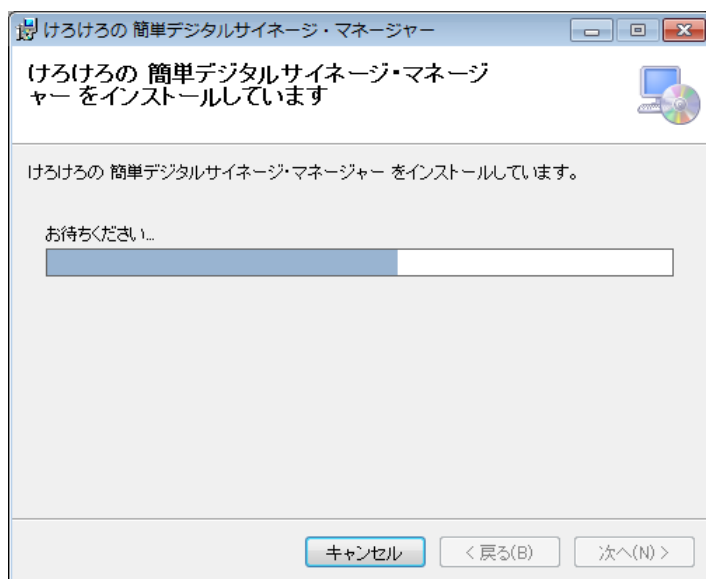 けろけろの 簡単デジタルサイネージ・マネージャー
けろけろの 簡単デジタルサイネージ・マネージ
ャー をインストールしています
けろけろの 簡単デジタルサイネージ・マネージャー をインストールしています。
お待ちください...
キャンセル
< 戻る(B)
次へ(N) >